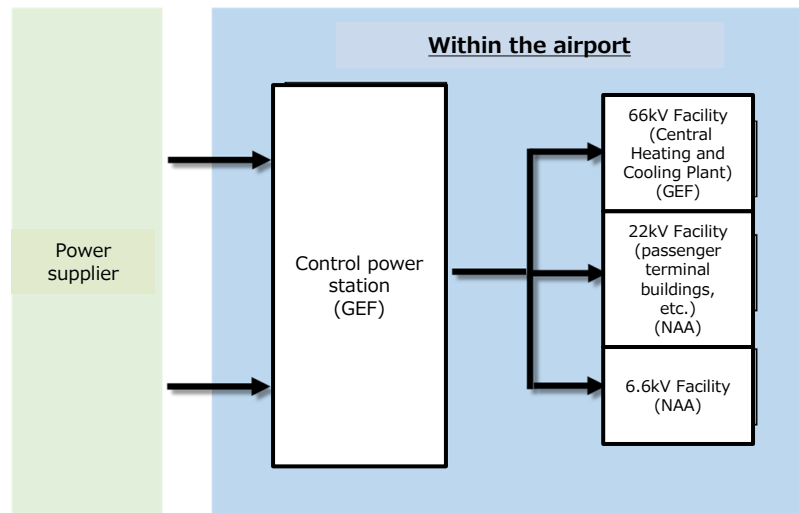 Within the airport
Power
supplier
Control power
station
(GEF)
66kV Facility
(Central
Heating and
Cooling Plant)
(GEF)
22kV Facility
(passenger
terminal
buildings,
etc.)
(NAA)
6.6kV Facility
(NAA)